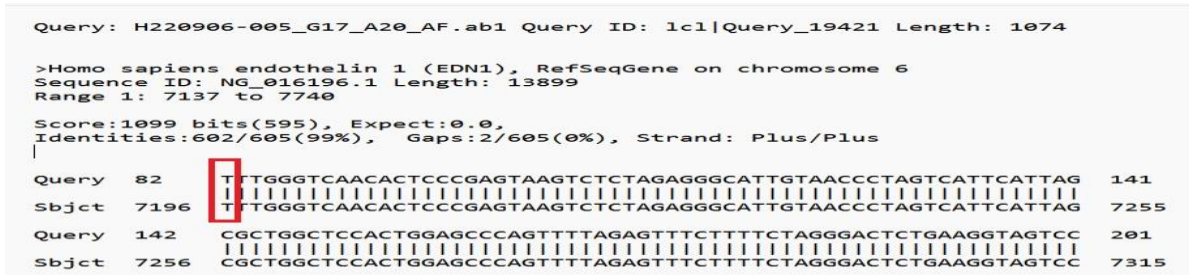 Query: H220906-005_G17_A20_AF.ab1 Query ID: lcl|Query_19421 Length: 1074
>Homo sapiens endothelin 1 (EDN1), RefSeqGene on chromosome 6
Sequence ID: NG_016196.1 Length: 13899
Range 1: 7137 to 7740
Score:1099 bits(595), Expect:0.0,
Identities:602/605(99%), Gaps:2/605(0%), Strand: Plus/Plus
Query 82 TTTGGGTCAACACTCCCGAGTAAGTCTCTAGAGGGCATTGTAACCCTAGTCATTCATTAG 141
||||||||||||||||||||||||||||||||||||||||||||||||||||||||||||
Sbjct 7196 TTTGGGTCAACACTCCCGAGTAAGTCTCTAGAGGGCATTGTAACCCTAGTCATTCATTAG 7255
Query 142 CGCTGGCTCCACTGGAGCCCAGTTTTAGAGTTTCTTTTCTAGGGACTCTGAAGGTAGTCC 201
||||||||||||||||||||||||||||||||||||||||||||||||||||||||||||
Sbjct 7256 CGCTGGCTCCACTGGAGCCCAGTTTTAGAGTTTCTTTTCTAGGGACTCTGAAGGTAGTCC 7315